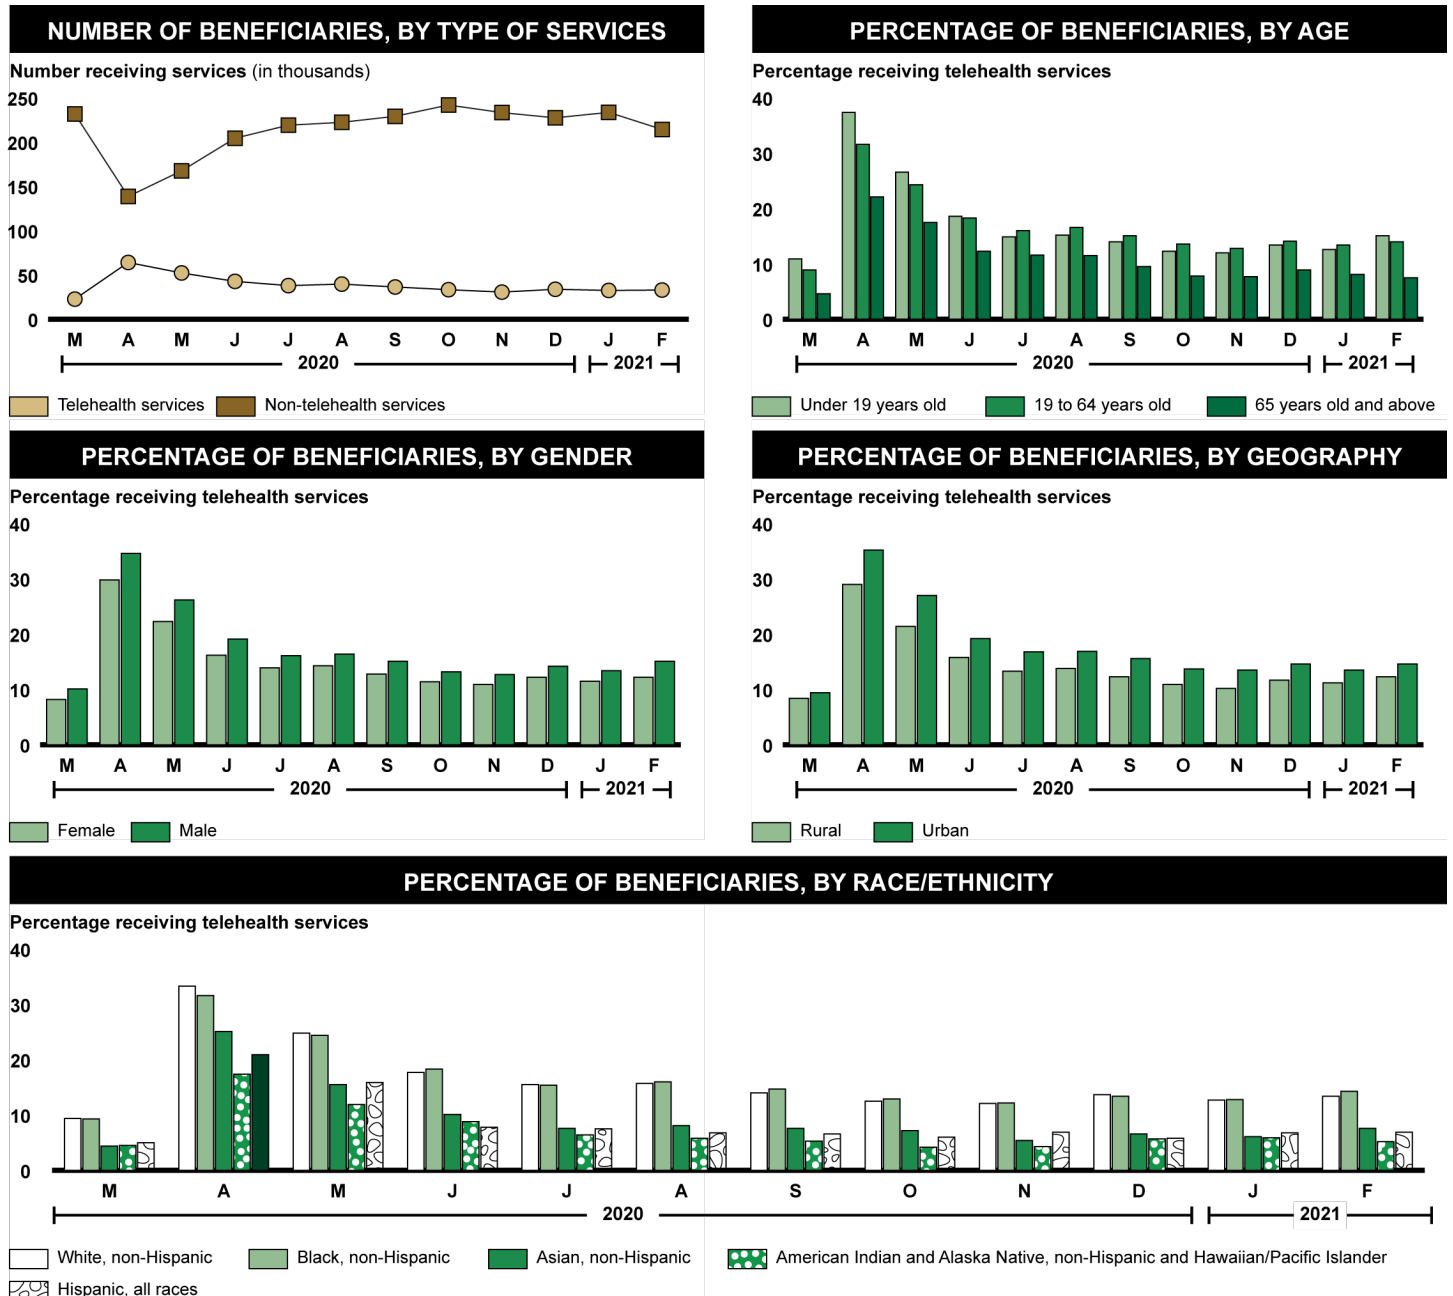 NUMBER OF BENEFICIARIES, BY TYPE OF SERVICES
Number receiving services (in thousands)
250
200
150
100
50
0
M A M J J A S O N D J F
2020 2021
Telehealth services Non-telehealth services
PERCENTAGE OF BENEFICIARIES, BY AGE
Percentage receiving telehealth services
40
30
20
10
0
M A M J J A S O N D J F
2020 2021
Under 19 years old 19 to 64 years old 65 years old and above
PERCENTAGE OF BENEFICIARIES, BY GENDER
Percentage receiving telehealth services
40
30
20
10
0
M A M J J A S O N D J F
2020 2021
Female Male
PERCENTAGE OF BENEFICIARIES, BY GEOGRAPHY
Percentage receiving telehealth services
40
30
20
10
0
M A M J J A S O N D J F
2020 2021
Rural Urban
PERCENTAGE OF BENEFICIARIES, BY RACE/ETHNICITY
Percentage receiving telehealth services
40
30
20
10
0
M A M J J A S O N D J F
2020 2021
White, non-Hispanic Black, non-Hispanic Asian, non-Hispanic American Indian and Alaska Native, non-Hispanic and Hawaiian/Pacific Islander
Hispanic, all races